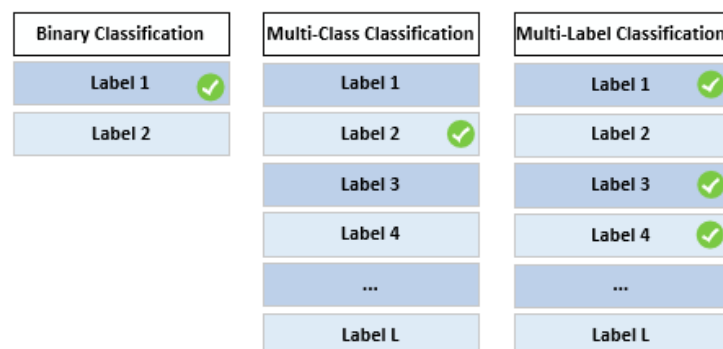 Binary Classification
Label 1
Label 2
Multi-Class Classification
Label 1
Label 2
Label 3
Label 4
...
Label L
Multi-Label Classification
Label 1
Label 2
Label 3
Label 4
...
Label L